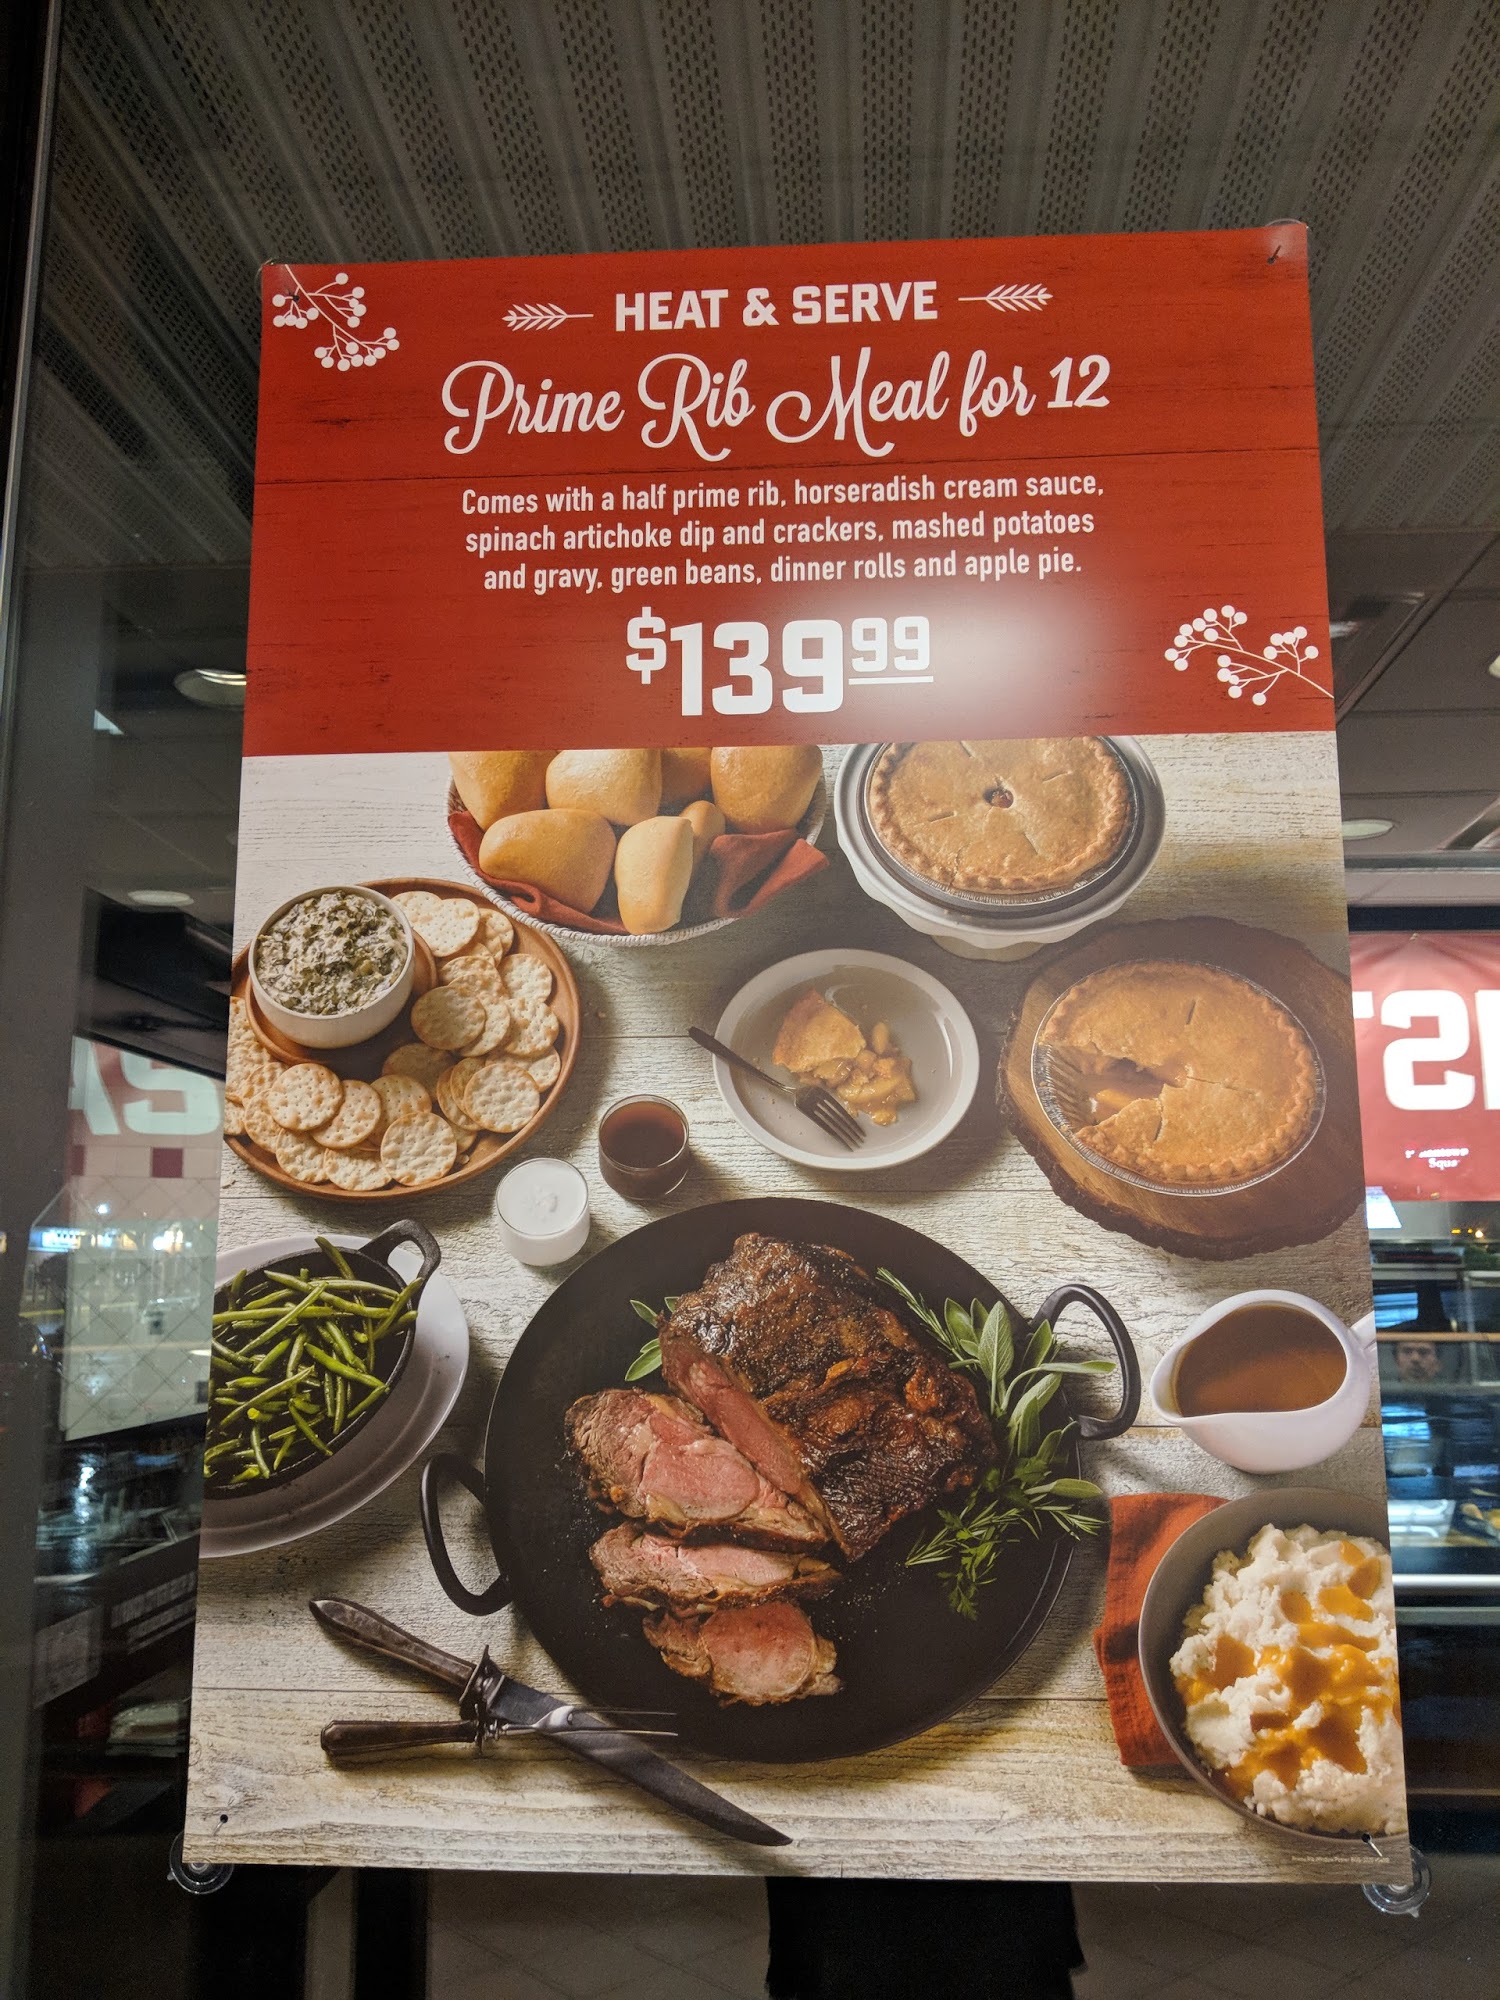 HEAT & SERVE
Prime Rib Meal for 12
Comes with a half prime rib, horseradish cream sauce,
spinach artichoke dip and crackers, mashed potatoes
and gravy, green beans, dinner rolls and apple pie.
$139 99